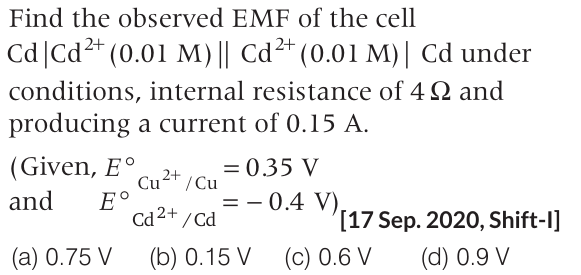 Find the observed EMF of the cell
Cd|Cd²⁺(0.01 M)|| Cd²⁺(0.01 M)| Cd under
conditions, internal resistance of 4 Ω and
producing a current of 0.15 A.
(Given, E°Cu²⁺/Cu = 0.35 V
and E°Cd²⁺/Cd = – 0.4 V)
[17 Sep. 2020, Shift-I]
(a) 0.75 V (b) 0.15 V (c) 0.6 V (d) 0.9 V